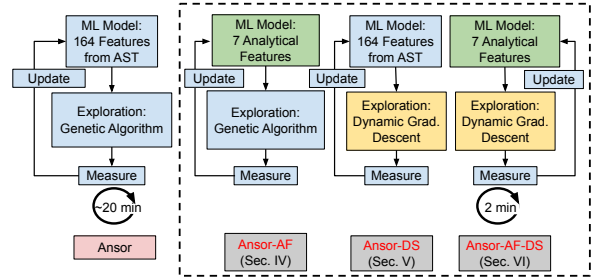 ML Model:
164 Features
from AST
Update
Exploration:
Genetic Algorithm
Measure
~20 min
Ansor
ML Model:
7 Analytical
Features
Update
Exploration:
Genetic Algorithm
Measure
Ansor-AF
(Sec. IV)
ML Model:
164 Features
from AST
Update
Exploration:
Dynamic Grad.
Descent
Measure
Ansor-DS
(Sec. V)
ML Model:
7 Analytical
Features
Update
Exploration:
Dynamic Grad.
Descent
Measure
2 min
Ansor-AF-DS
(Sec. VI)